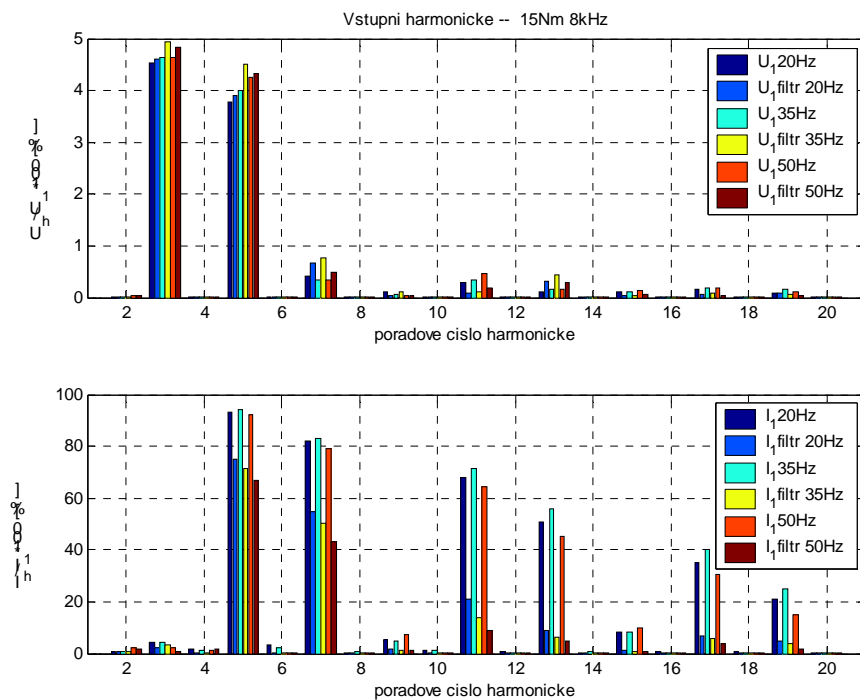 Vstupni harmonicke -- 15Nm 8kHz
5
4
3
2
1
0
U_h/U_1*100 [%]
U_1 20Hz
U_1 filtr 20Hz
U_1 35Hz
U_1 filtr 35Hz
U_1 50Hz
U_1 filtr 50Hz
2 4 6 8 10 12 14 16 18 20
poradove cislo harmonicke
100
80
60
40
20
0
I_h/I_1*100 [%]
I_1 20Hz
I_1 filtr 20Hz
I_1 35Hz
I_1 filtr 35Hz
I_1 50Hz
I_1 filtr 50Hz
2 4 6 8 10 12 14 16 18 20
poradove cislo harmonicke